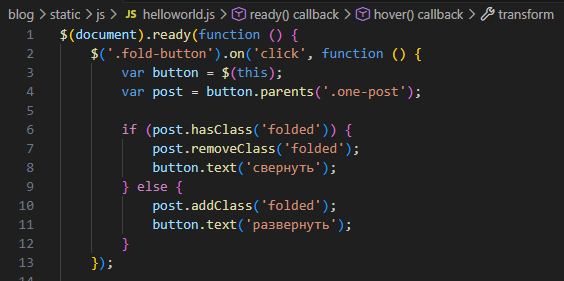 blog > static > js > JS helloworld.js > ready() callback > hover() callback > transform
1 $(document).ready(function () {
2     $('.fold-button').on('click', function () {
3         var button = $(this);
4         var post = button.parents('.one-post');
5
6         if (post.hasClass('folded')) {
7             post.removeClass('folded');
8             button.text('свернуть');
9         } else {
10             post.addClass('folded');
11             button.text('развернуть');
12         }
13     });
14